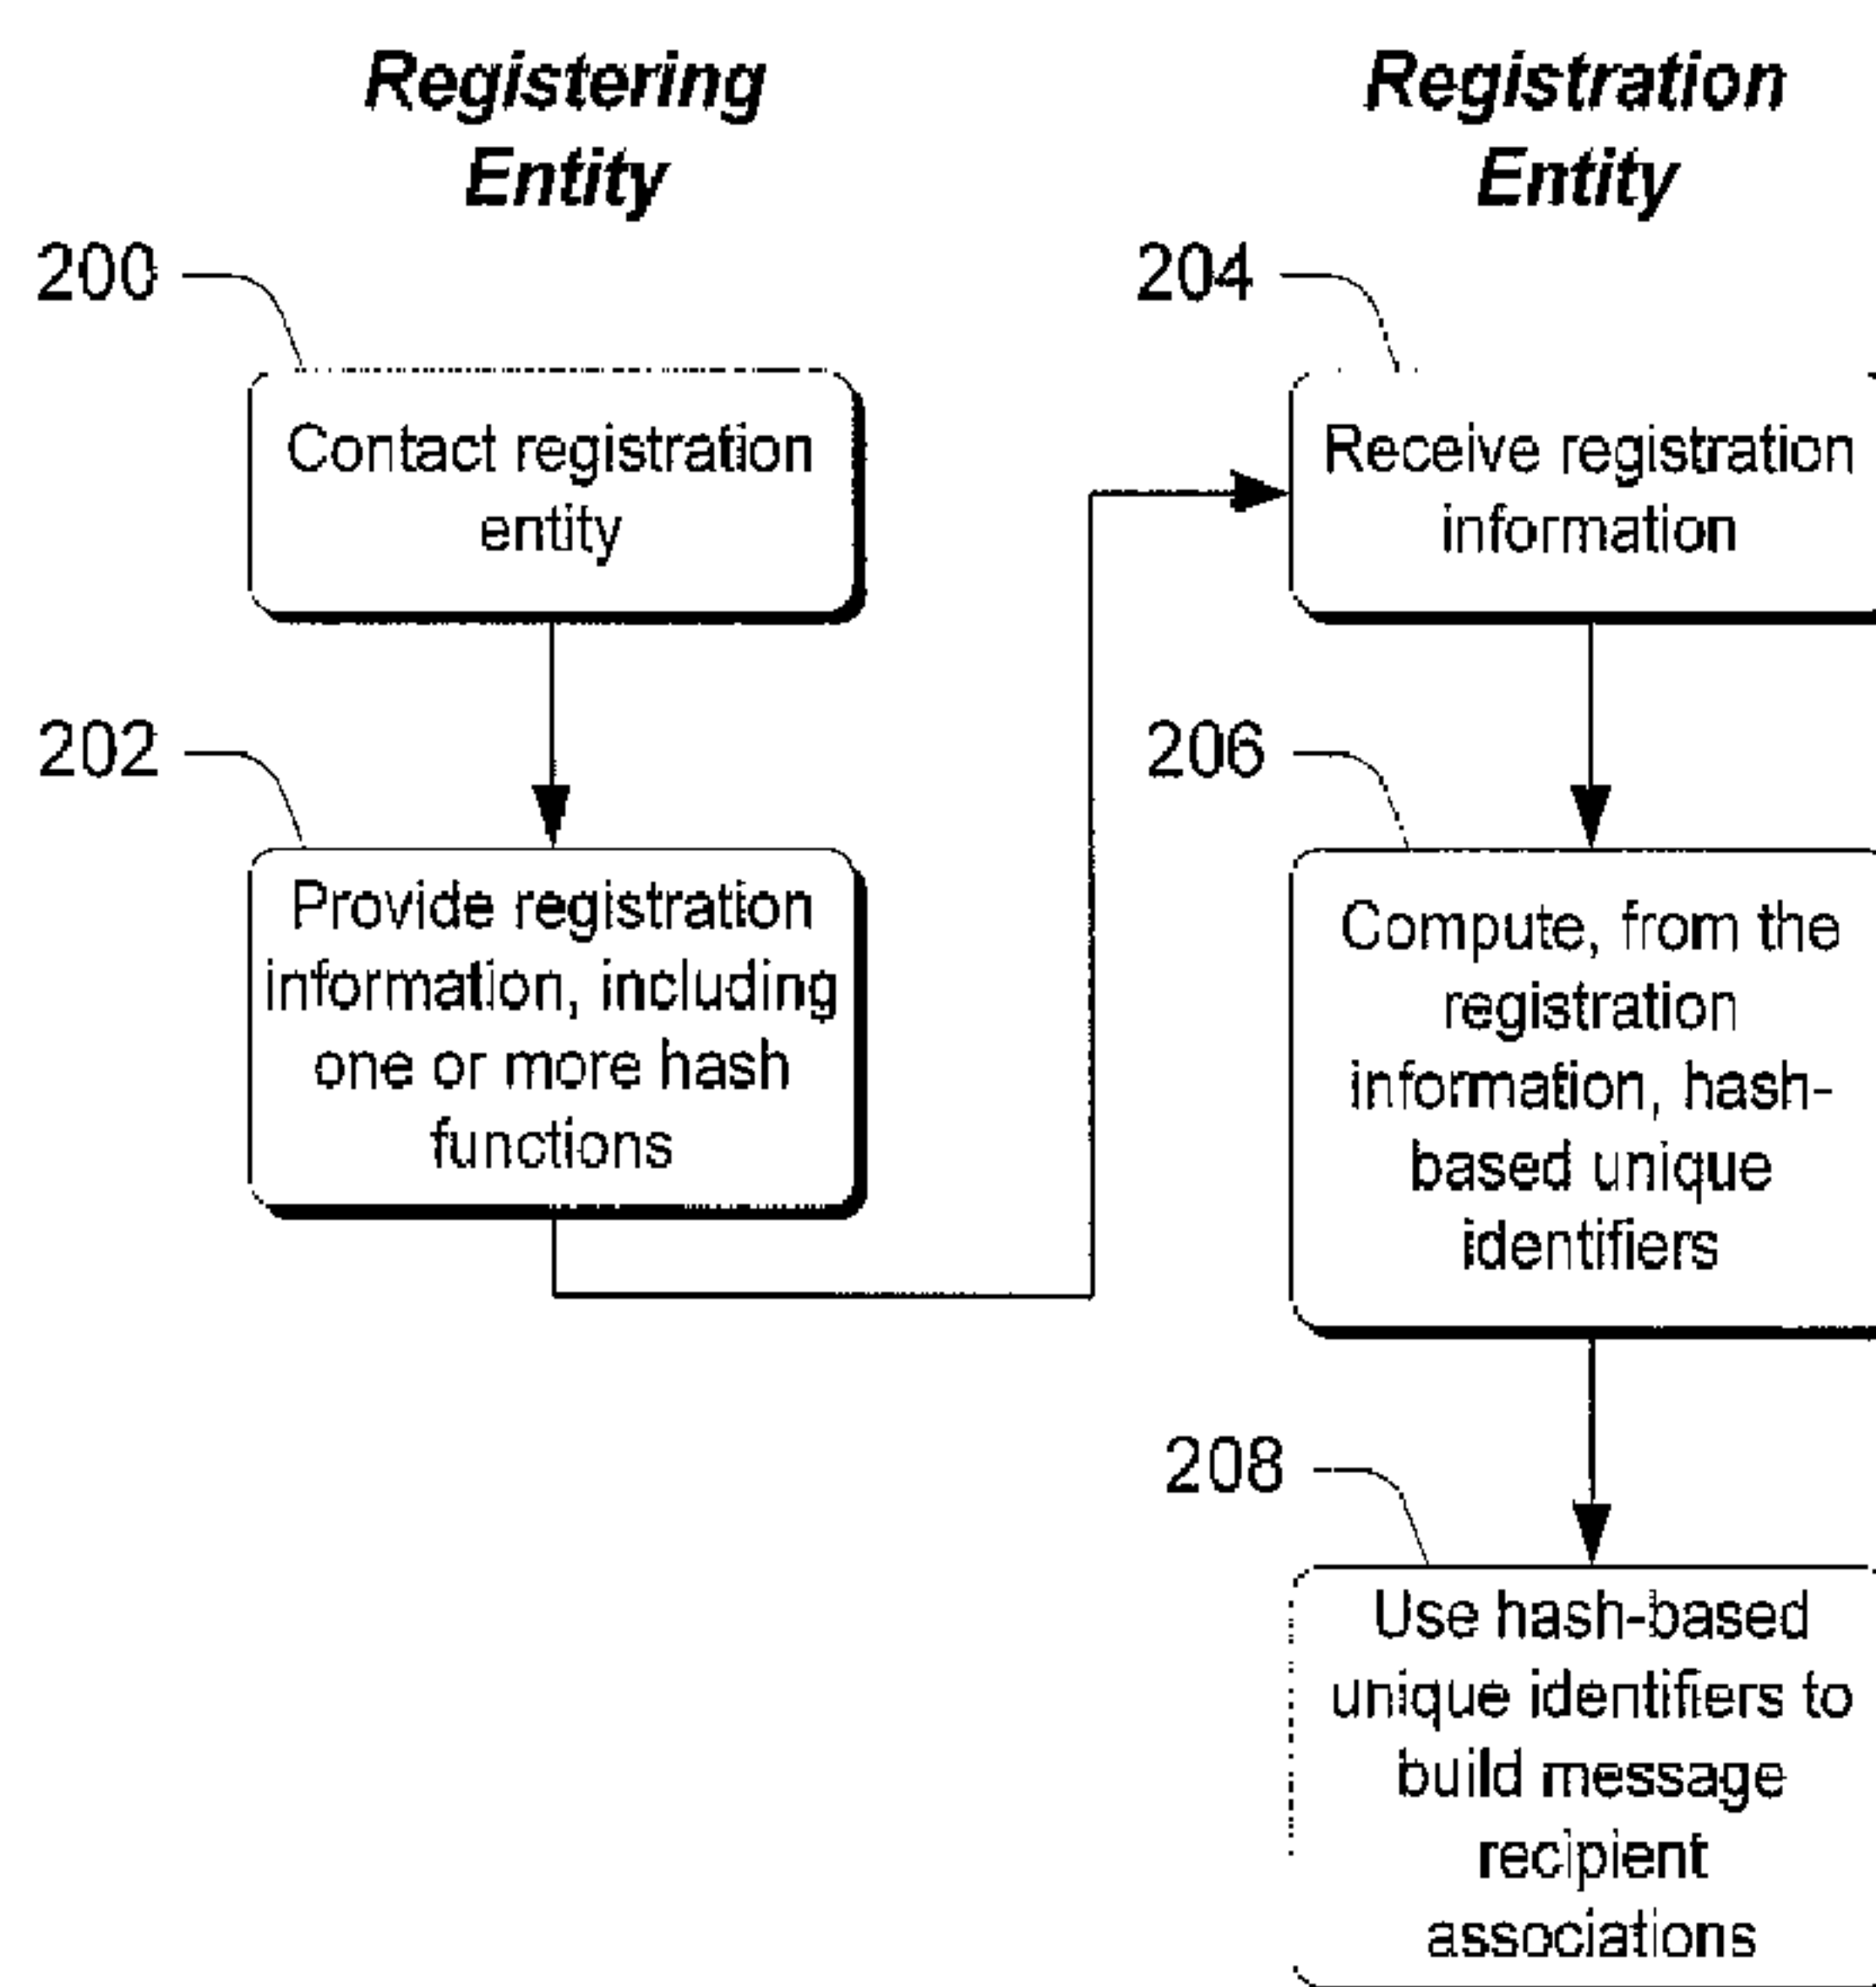 Registering
Entity
200
Contact registration
entity
202
Provide registration
information, including
one or more hash
functions
Registration
Entity
204
Receive registration
information
206
Compute, from the
registration
information, hash-
based unique
identifiers
208
Use hash-based
unique identifiers to
build message
recipient
associations